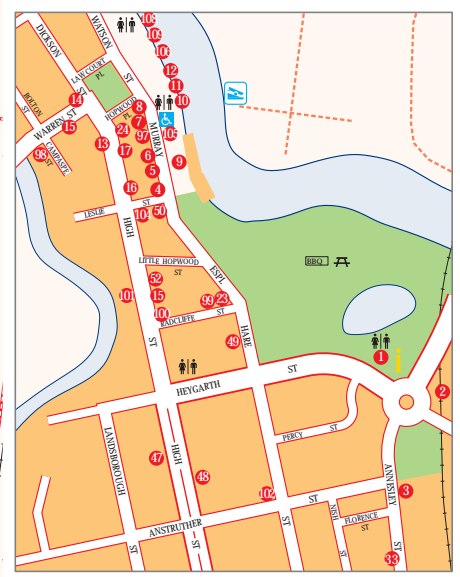 108
109
106
12
11
10
DICKSON
WATSON
ST
LAW COURT
PL
HOPWOOD
PL
BOLTON
ST
14
15
WARREN ST
98
CAMPASPE
ST
8
7
24
97
105
MURRAY
13
17
6
5
9
16
4
ST
LESLIE
104
50
HIGH
LITTLE HOPWOOD
ST
ESPL
BBQ
52
101
15
99
23
100
RADCLIFFE
ST
ST
49
HARE
1
2
HEYGARTH
ST
LANDSBOROUGH
47
HIGH
48
PERCY
ST
102
ANNESLEY
3
ST
NISH
FLORENCE
ST
ANSTRUTHER
ST
ST
ST
ST
ST
33